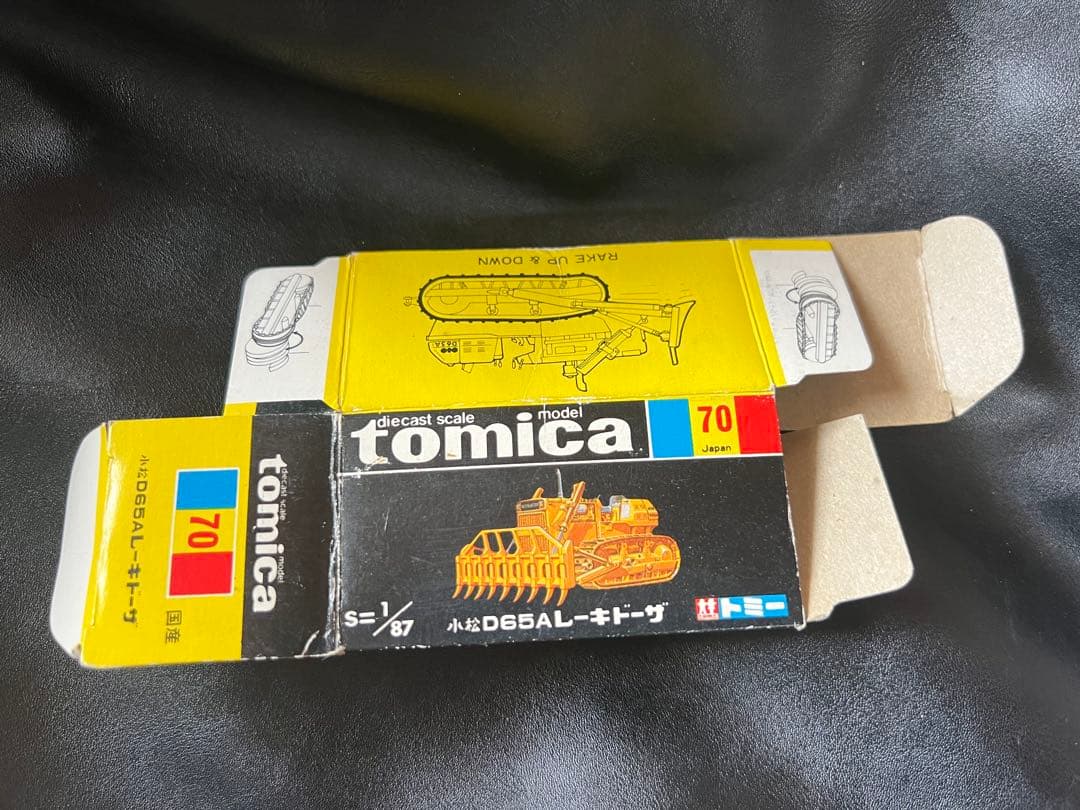 RAKE UP & DOWN
D65A
diecast scale model
tomica
70
Japan
S=1/87
小松D65Aレーキドーザ
トミー
diecast scale model
tomica
70
小松D65Aレーキドーザ
国産